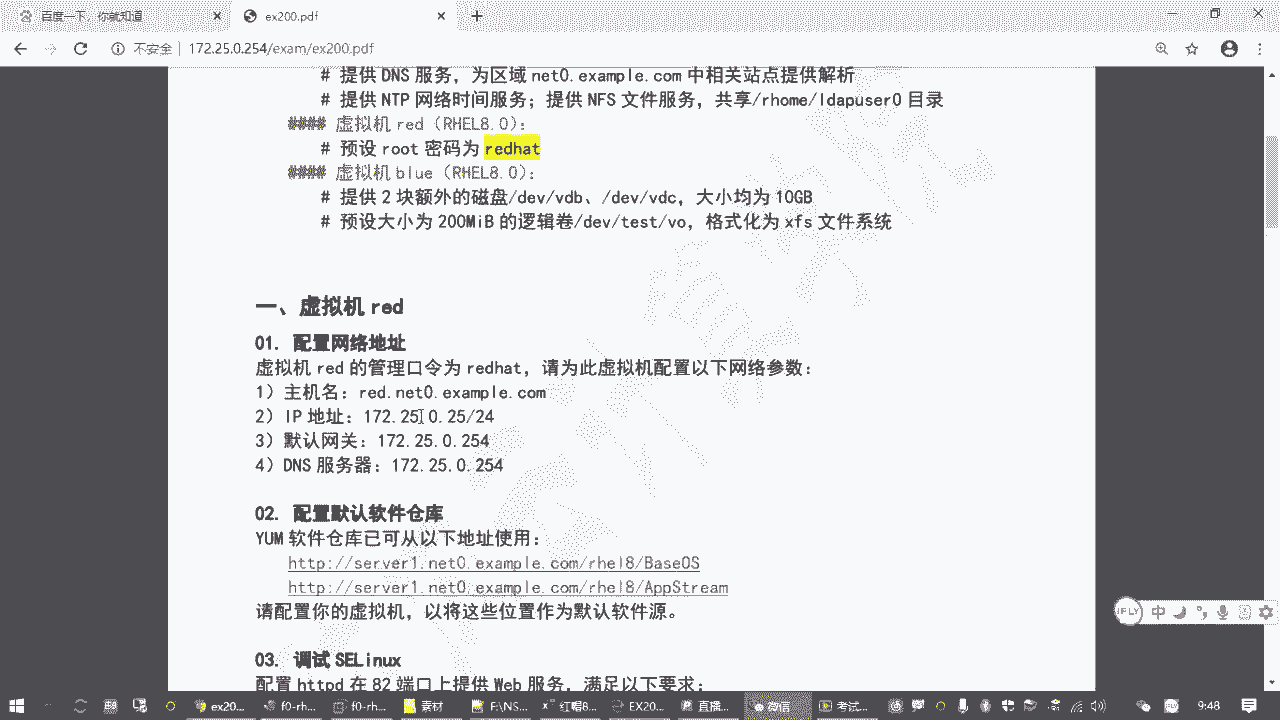 百度一下，你就知道
ex200.pdf
不安全 172.25.0.254/exam/ex200.pdf
# 提供 DNS 服务，为区域 net0.example.com 中相关站点提供解析
# 提供 NTP 网络时间服务；提供 NFS 文件服务，共享/rhome/ldapuser0 目录
#### 虚拟机 red（RHEL8.0）：
# 预设 root 密码为 redhat
#### 虚拟机 blue（RHEL8.0）：
# 提供 2 块额外的磁盘/dev/vdb、/dev/vdc，大小均为 10GB
# 预设大小为 200MiB 的逻辑卷/dev/test/vo，格式化为 xfs 文件系统
一、虚拟机 red
01. 配置网络地址
虚拟机 red 的管理口令为 redhat，请为此虚拟机配置以下网络参数：
1）主机名：red.net0.example.com
2）IP 地址：172.25.0.25/24
3）默认网关：172.25.0.254
4）DNS 服务器：172.25.0.254
02. 配置默认软件仓库
YUM 软件仓库已可从以下地址使用：
http://server1.net0.example.com/rhel8/BaseOS
http://server1.net0.example.com/rhel8/AppStream
请配置你的虚拟机，以将这些位置作为默认软件源。
03. 调试 SELinux
配置 httpd 在 82 端口上提供 Web 服务，满足以下要求：
iFLY 中
ex20... f0-rh... f0-rh... 素材 F:\NS... 红帽8... EX20... 直播... 考试... 9:48